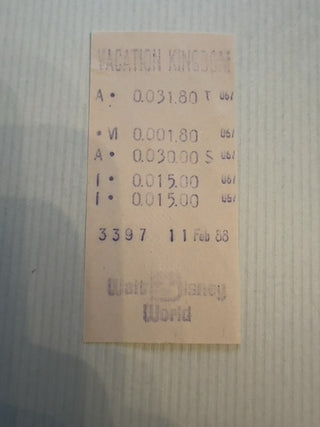 VACATION KINGDOM
A • 0.031.80 T 067
• VI 0.001.80 067
A • 0.030.00 S 067
I • 0.015.00 067
I • 0.015.00 067
3397 11 Feb 88
Walt Disney
World